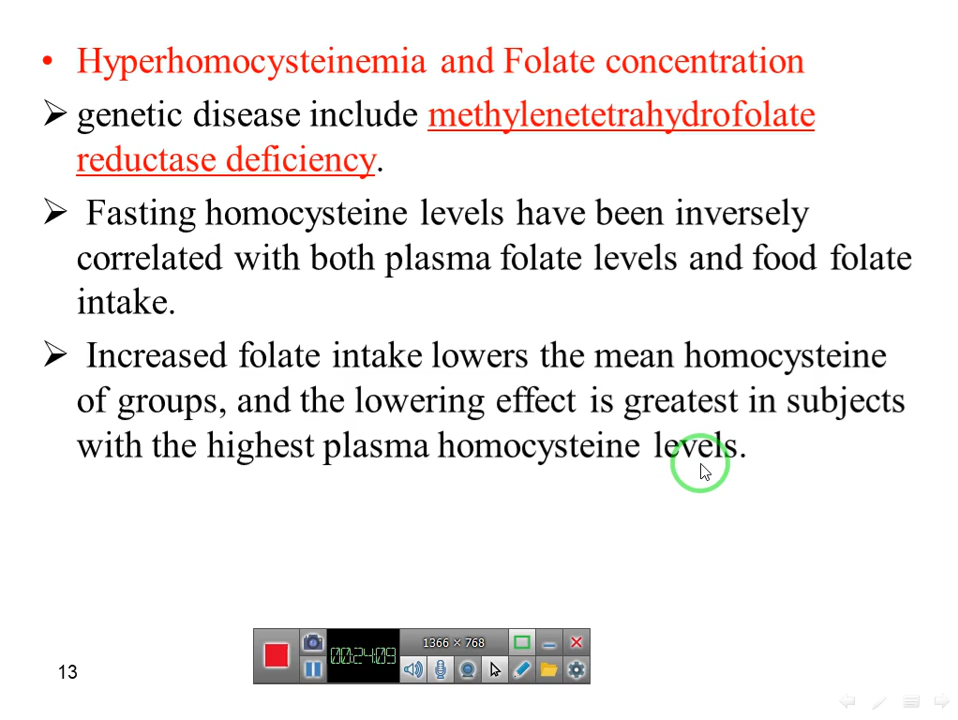 • Hyperhomocysteinemia and Folate concentration
➢ genetic disease include methylenetetrahydrofolate
reductase deficiency.
➢ Fasting homocysteine levels have been inversely
correlated with both plasma folate levels and food folate
intake.
➢ Increased folate intake lowers the mean homocysteine
of groups, and the lowering effect is greatest in subjects
with the highest plasma homocysteine levels.
1366 × 768
00:24:09
13